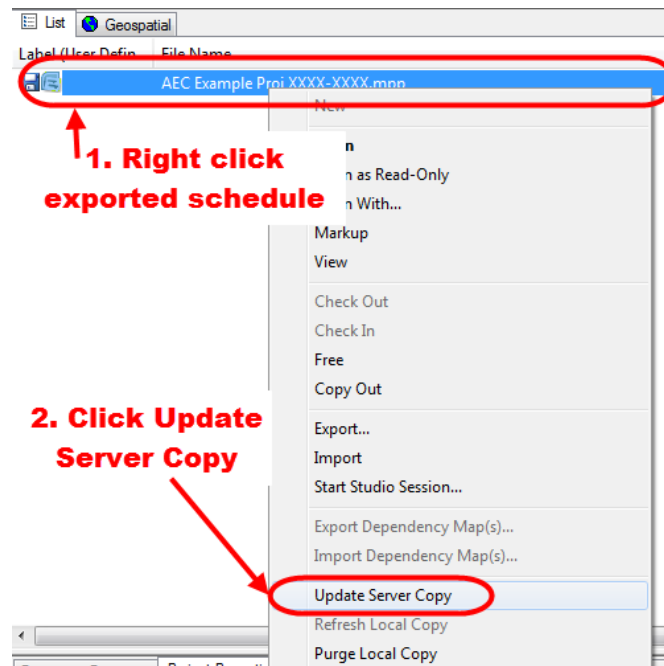 List Geospatial
Label (User Defin File Name
AEC Example Proj XXXX-XXXX.mpp
New
1. Right click
exported schedule
as Read-Only
With...
Markup
View
Check Out
Check In
Free
Copy Out
2. Click Update
Server Copy
Export...
Import
Start Studio Session...
Export Dependency Map(s)...
Import Dependency Map(s)...
Update Server Copy
Refresh Local Copy
Purge Local Copy